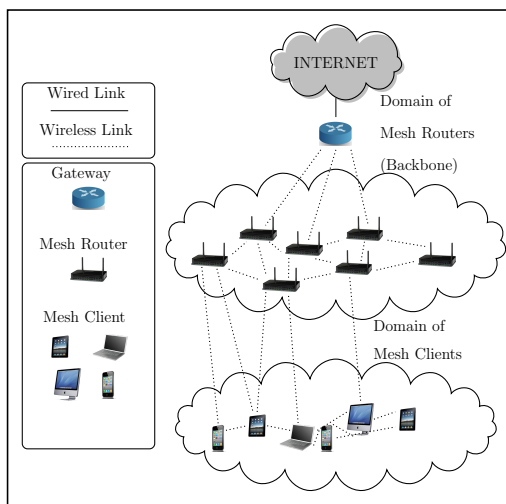 INTERNET
Domain of
Mesh Routers
(Backbone)
Wired Link
Wireless Link
Gateway
Mesh Router
Mesh Client
Domain of
Mesh Clients